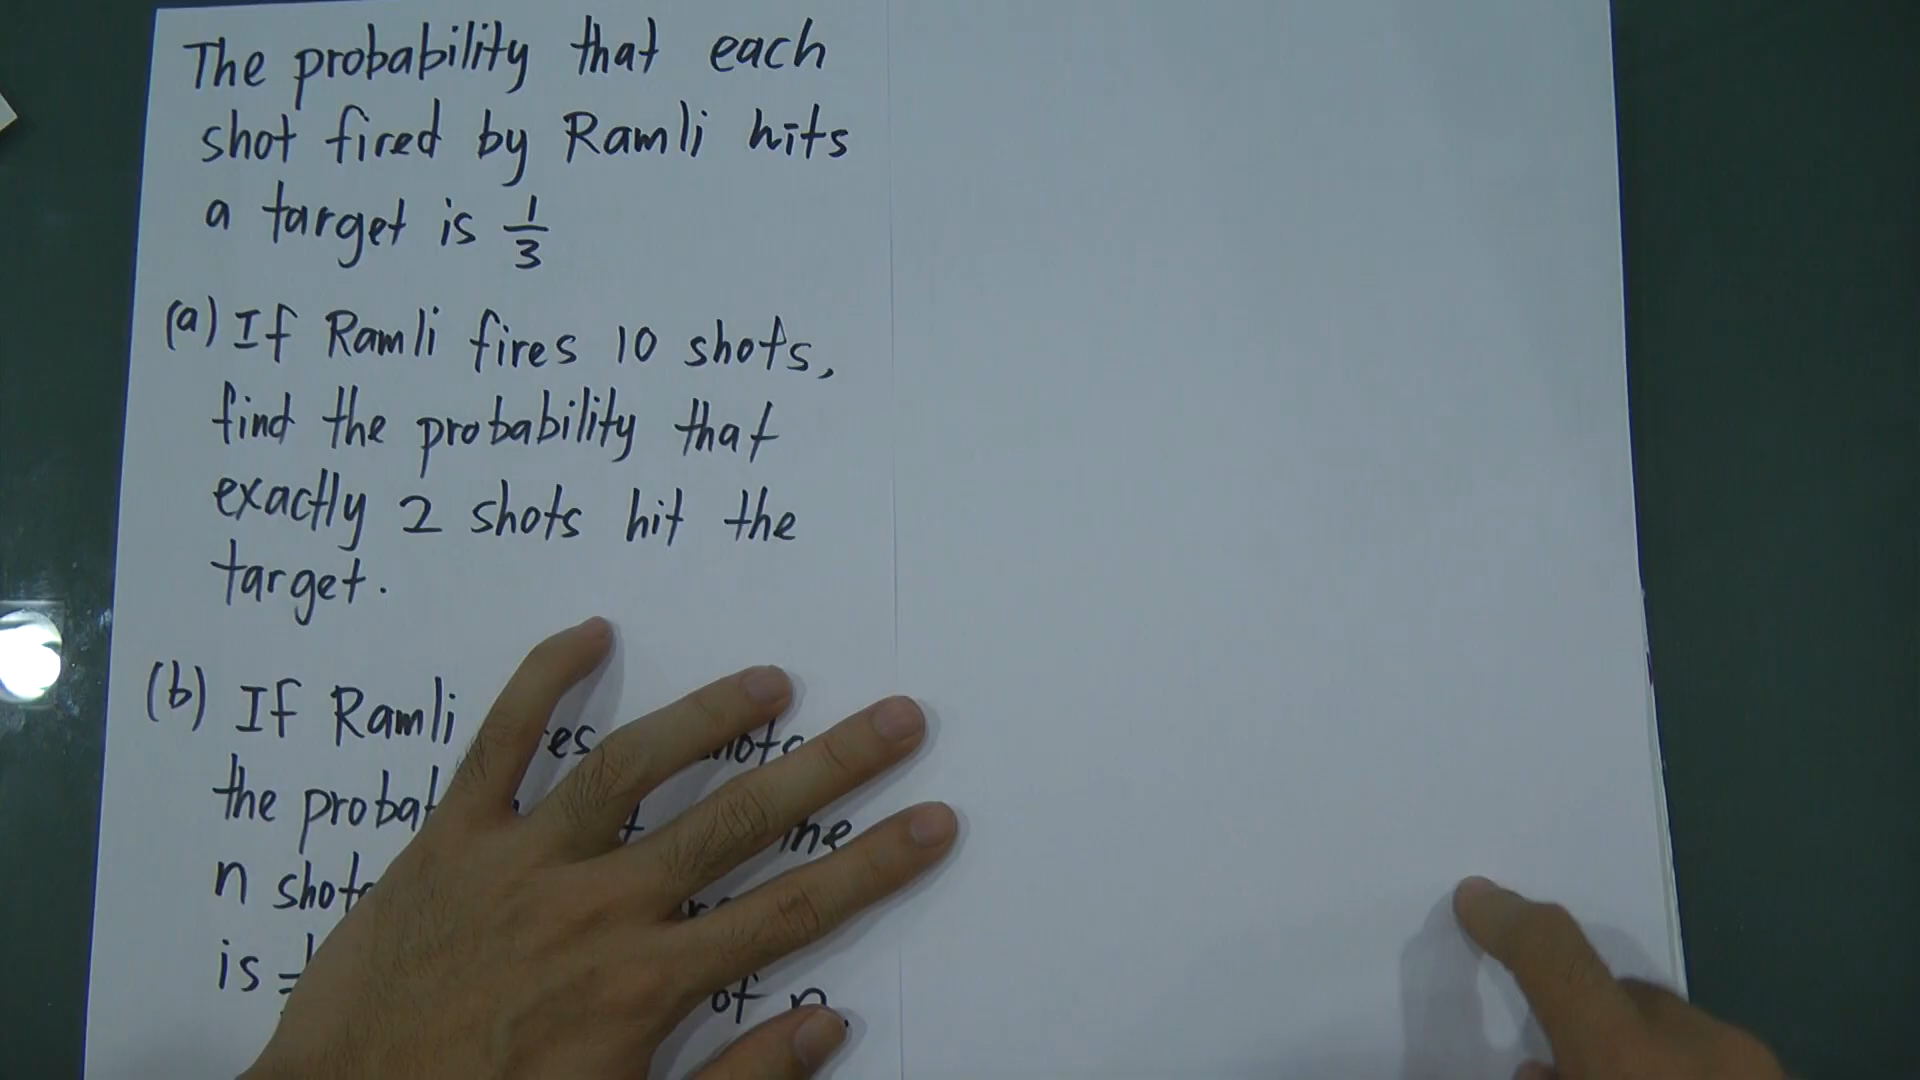 The probability that each
shot fired by Ramli hits
a target is 1/3
(a) If Ramli fires 10 shots,
find the probability that
exactly 2 shots hit the
target.
(b) If Ramli
the
n
is of n.